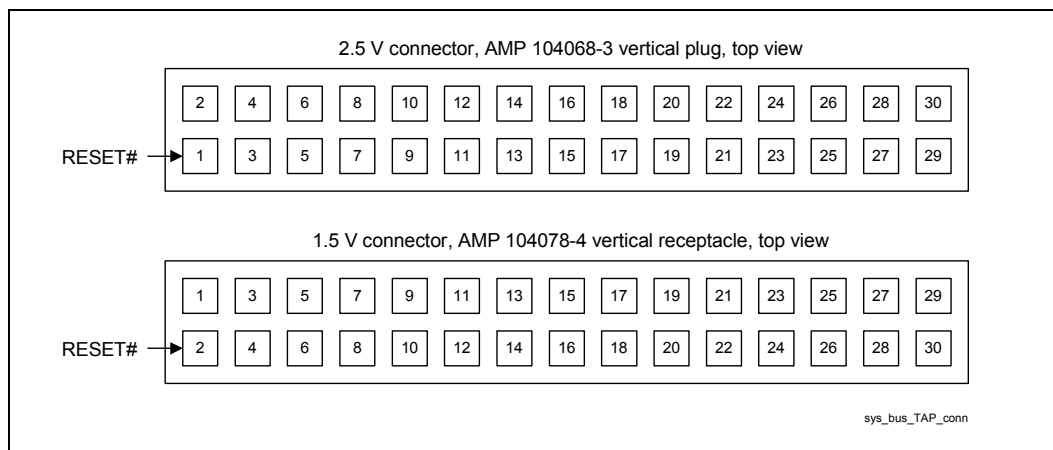 2.5 V connector, AMP 104068-3 vertical plug, top view
2 4 6 8 10 12 14 16 18 20 22 24 26 28 30
RESET# 1 3 5 7 9 11 13 15 17 19 21 23 25 27 29
1.5 V connector, AMP 104078-4 vertical receptacle, top view
1 3 5 7 9 11 13 15 17 19 21 23 25 27 29
RESET# 2 4 6 8 10 12 14 16 18 20 22 24 26 28 30
sys_bus_TAP_conn